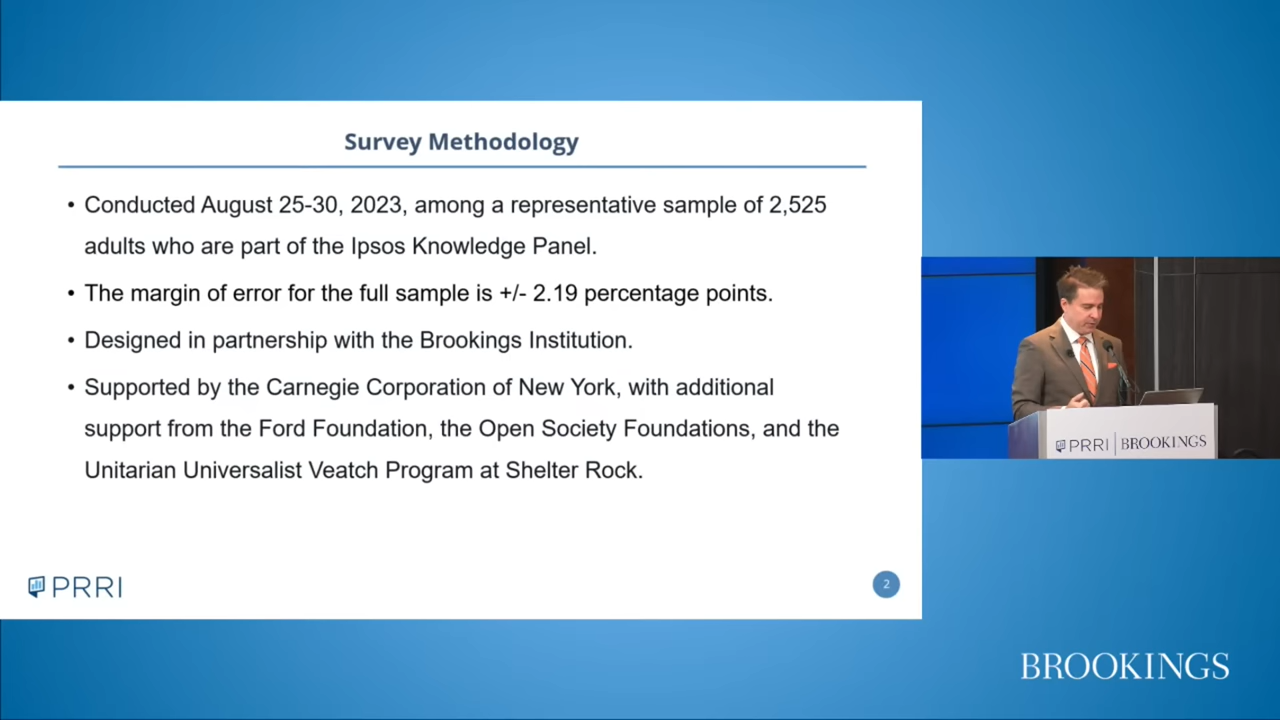 Survey Methodology
• Conducted August 25-30, 2023, among a representative sample of 2,525
adults who are part of the Ipsos Knowledge Panel.
• The margin of error for the full sample is +/- 2.19 percentage points.
• Designed in partnership with the Brookings Institution.
• Supported by the Carnegie Corporation of New York, with additional
support from the Ford Foundation, the Open Society Foundations, and the
Unitarian Universalist Veatch Program at Shelter Rock.
PRRI
2
PRRI | BROOKINGS
BROOKINGS